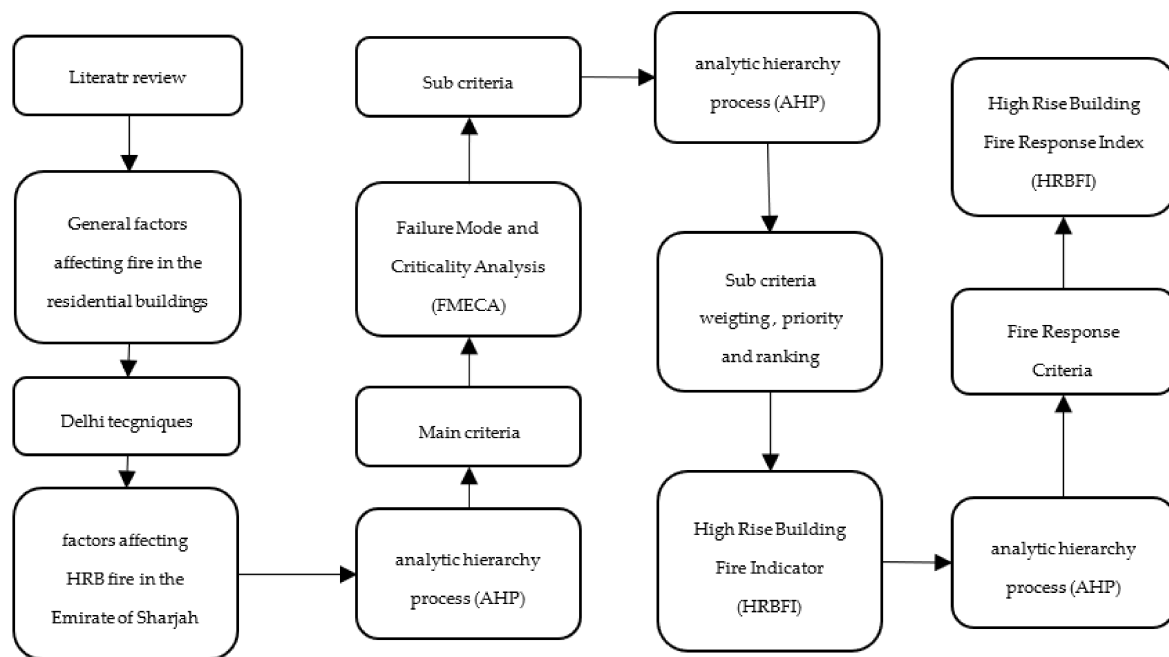 Literatr review
General factors
affecting fire in the
residential buildings
Delhi tecgniques
factors affecting
HRB fire in the
Emirate of Sharjah
analytic hierarchy
process (AHP)
Main criteria
Failure Mode and
Criticality Analysis
(FMECA)
Sub criteria
analytic hierarchy
process (AHP)
Sub criteria
weigting , priority
and ranking
High Rise Building
Fire Indicator
(HRBFI)
analytic hierarchy
process (AHP)
Fire Response
Criteria
High Rise Building
Fire Response Index
(HRBFI)